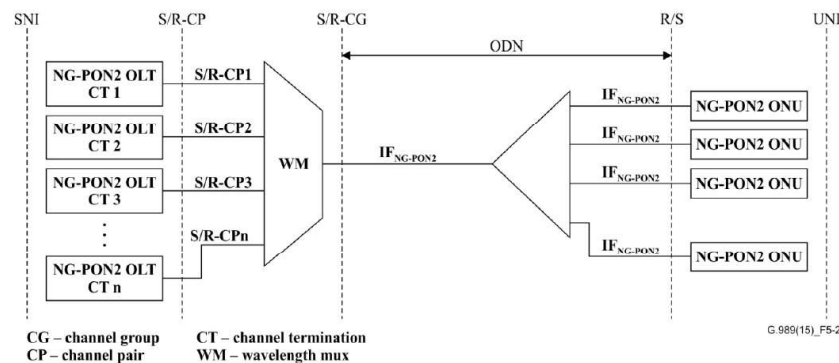 SNI
S/R-CP
S/R-CG
R/S
UNI
ODN
NG-PON2 OLT
CT 1
S/R-CP1
NG-PON2 OLT
CT 2
S/R-CP2
NG-PON2 OLT
CT 3
S/R-CP3
NG-PON2 OLT
CT n
S/R-CPn
WM
IFNG-PON2
IFNG-PON2
NG-PON2 ONU
IFNG-PON2
NG-PON2 ONU
IFNG-PON2
NG-PON2 ONU
IFNG-PON2
NG-PON2 ONU
G.989(15)_F5-2
CG – channel group
CT – channel termination
CP – channel pair
WM – wavelength mux